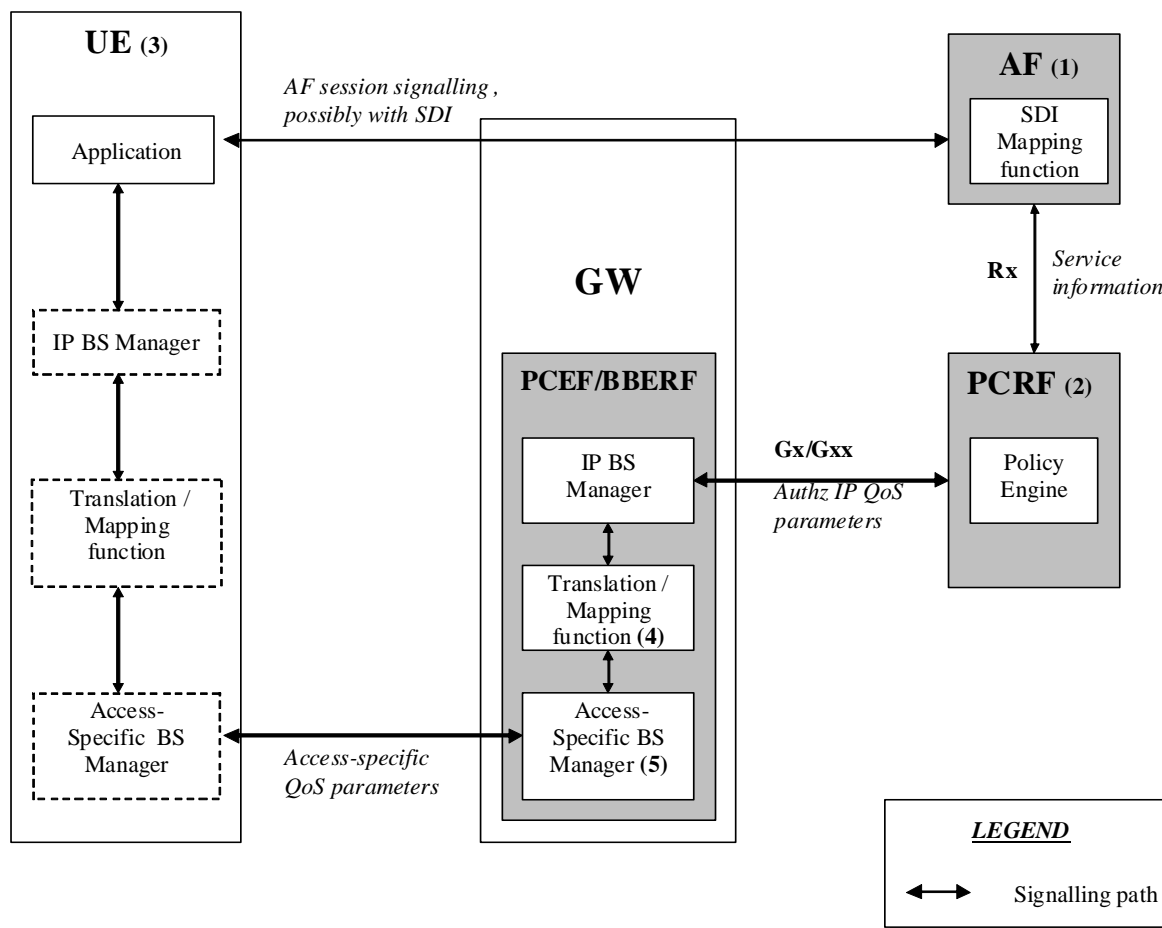 UE (3)
AF (1)
AF session signalling ,
possibly with SDI
SDI
Mapping
function
Application
GW
Rx
Service
information
IP BS Manager
PCEF/BBERF
PCRF (2)
Gx/Gxx
IP BS
Manager
Policy
Engine
Authz IP QoS
parameters
Translation /
Mapping
function
Translation /
Mapping
function (4)
Access-
Specific BS
Manager
Access-
Specific BS
Manager (5)
Access-specific
QoS parameters
LEGEND
Signalling path